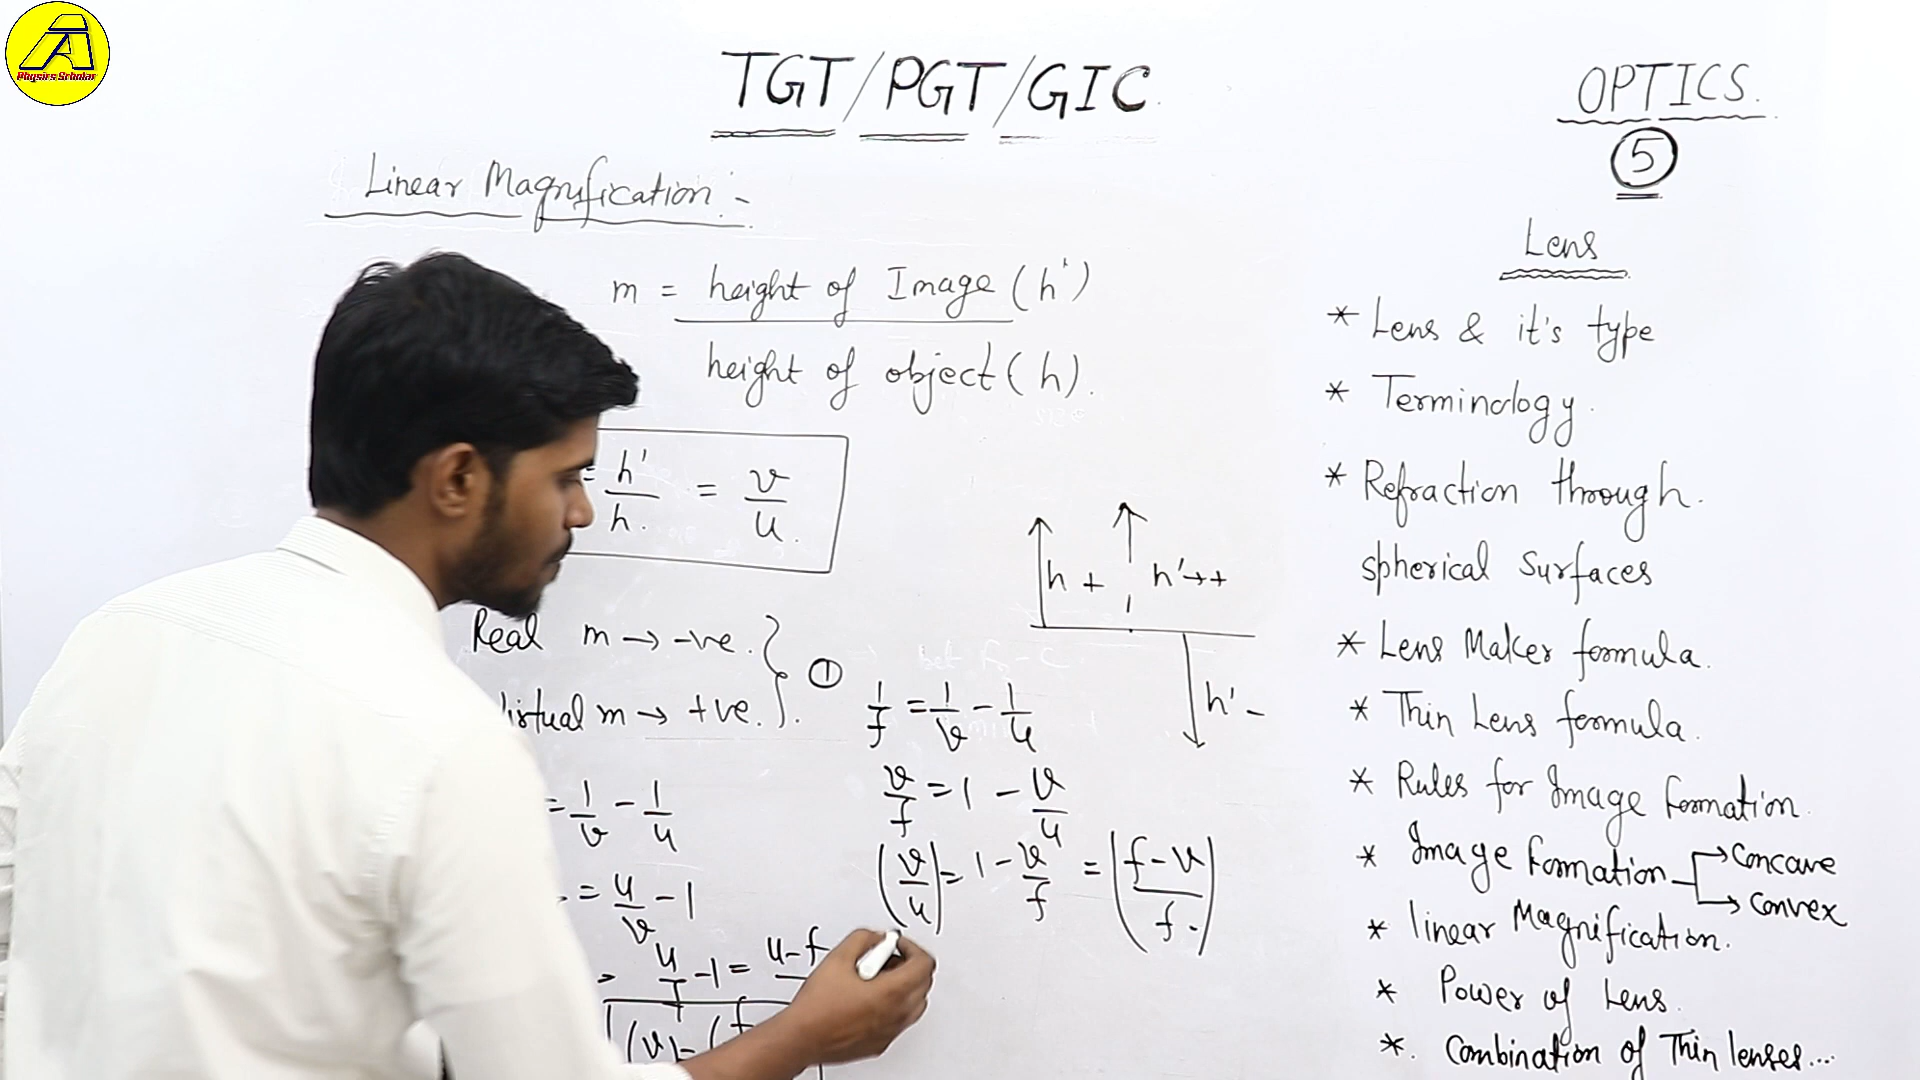 Physics Scholar
TGT/PGT/GIC
Linear Magnification:-
m = height of Image (h')
height of object (h).
= h'/h. = v/u.
h + h'→+
h' -
Real m → -ve.
Virtual m → +ve. } ①
= 1/v - 1/u
= u/v - 1
u/f - 1 = u-f
1/f = 1/v - 1/u
v/f = 1 - v/u
(v/u) = 1 - v/f = (f-v/f.)
OPTICS.
5
Lens
* Lens & it's type
* Terminology.
* Refraction through.
spherical surfaces
* Lens Maker formula.
* Thin Lens formula.
* Rules for Image Formation.
* Image Formation → Concave
→ Convex
* linear Magnification.
* Power of Lens.
*. Combination of Thin lenses...